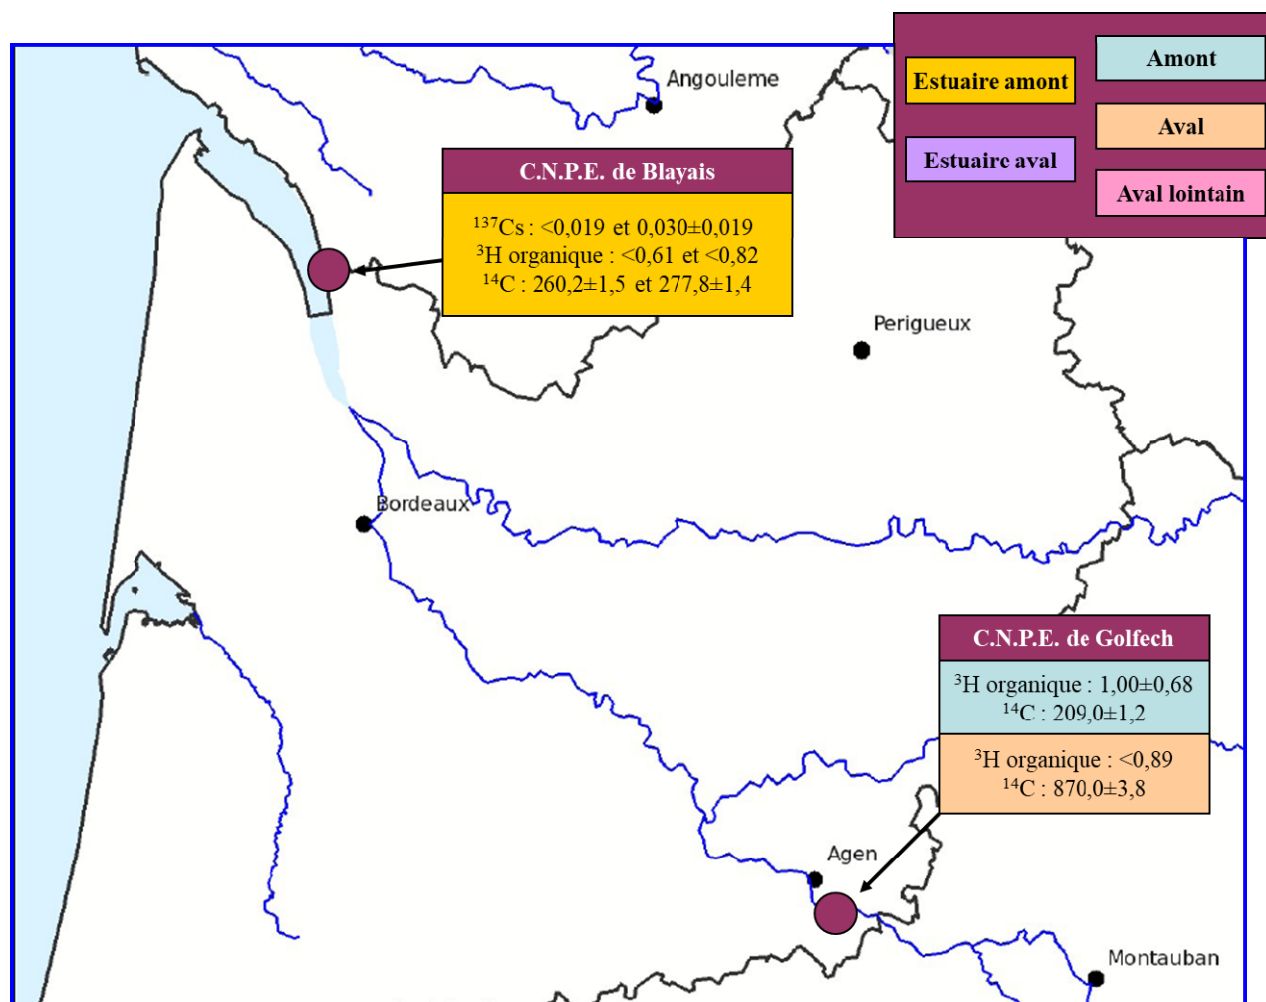 Estuaire amont
Estuaire aval
Amont
Aval
Aval lointain
Angouleme
C.N.P.E. de Blayais
¹³⁷Cs : <0,019 et 0,030±0,019
³H organique : <0,61 et <0,82
¹⁴C : 260,2±1,5 et 277,8±1,4
Perigueux
Bordeaux
C.N.P.E. de Golfech
³H organique : 1,00±0,68
¹⁴C : 209,0±1,2
³H organique : <0,89
¹⁴C : 870,0±3,8
Agen
Montauban